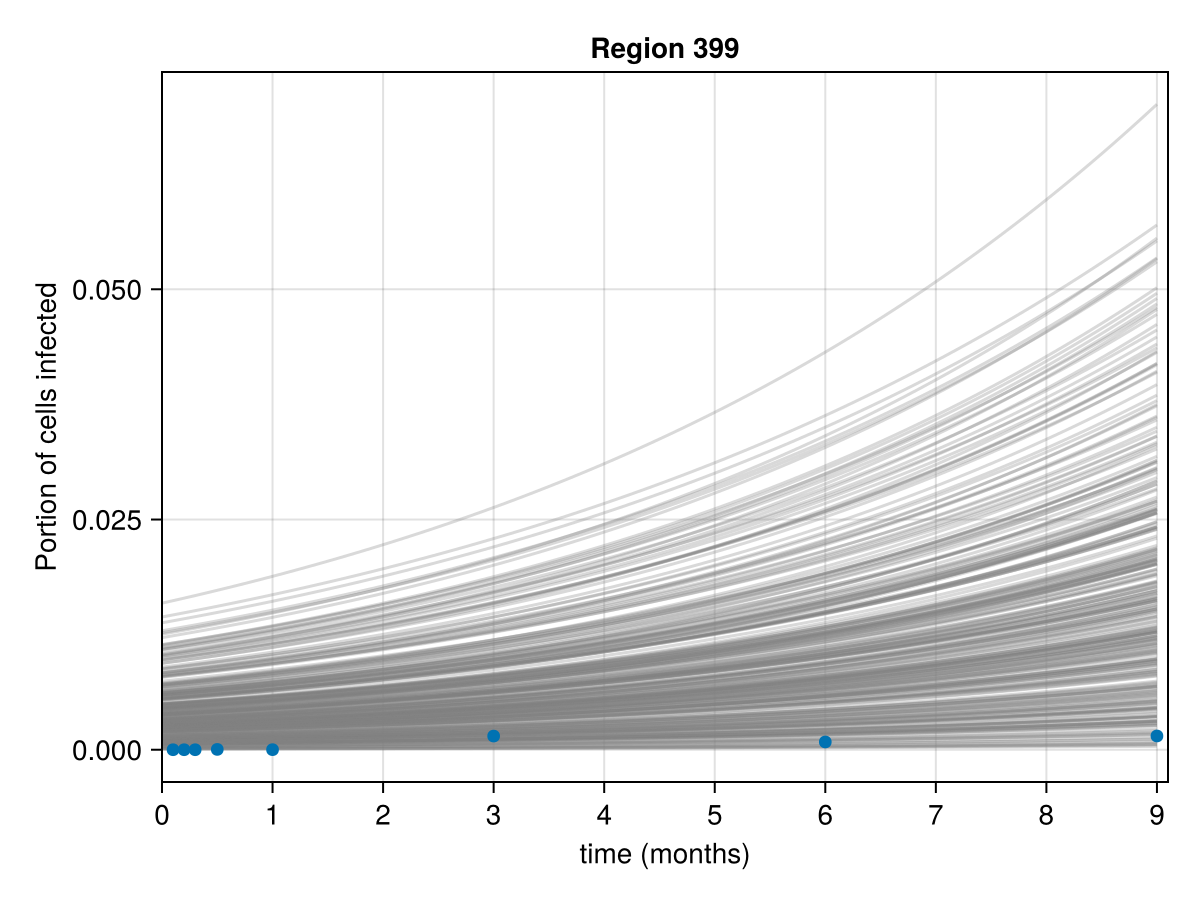 Region 399
Portion of cells infected
0.050
0.025
0.000
0 1 2 3 4 5 6 7 8 9
time (months)